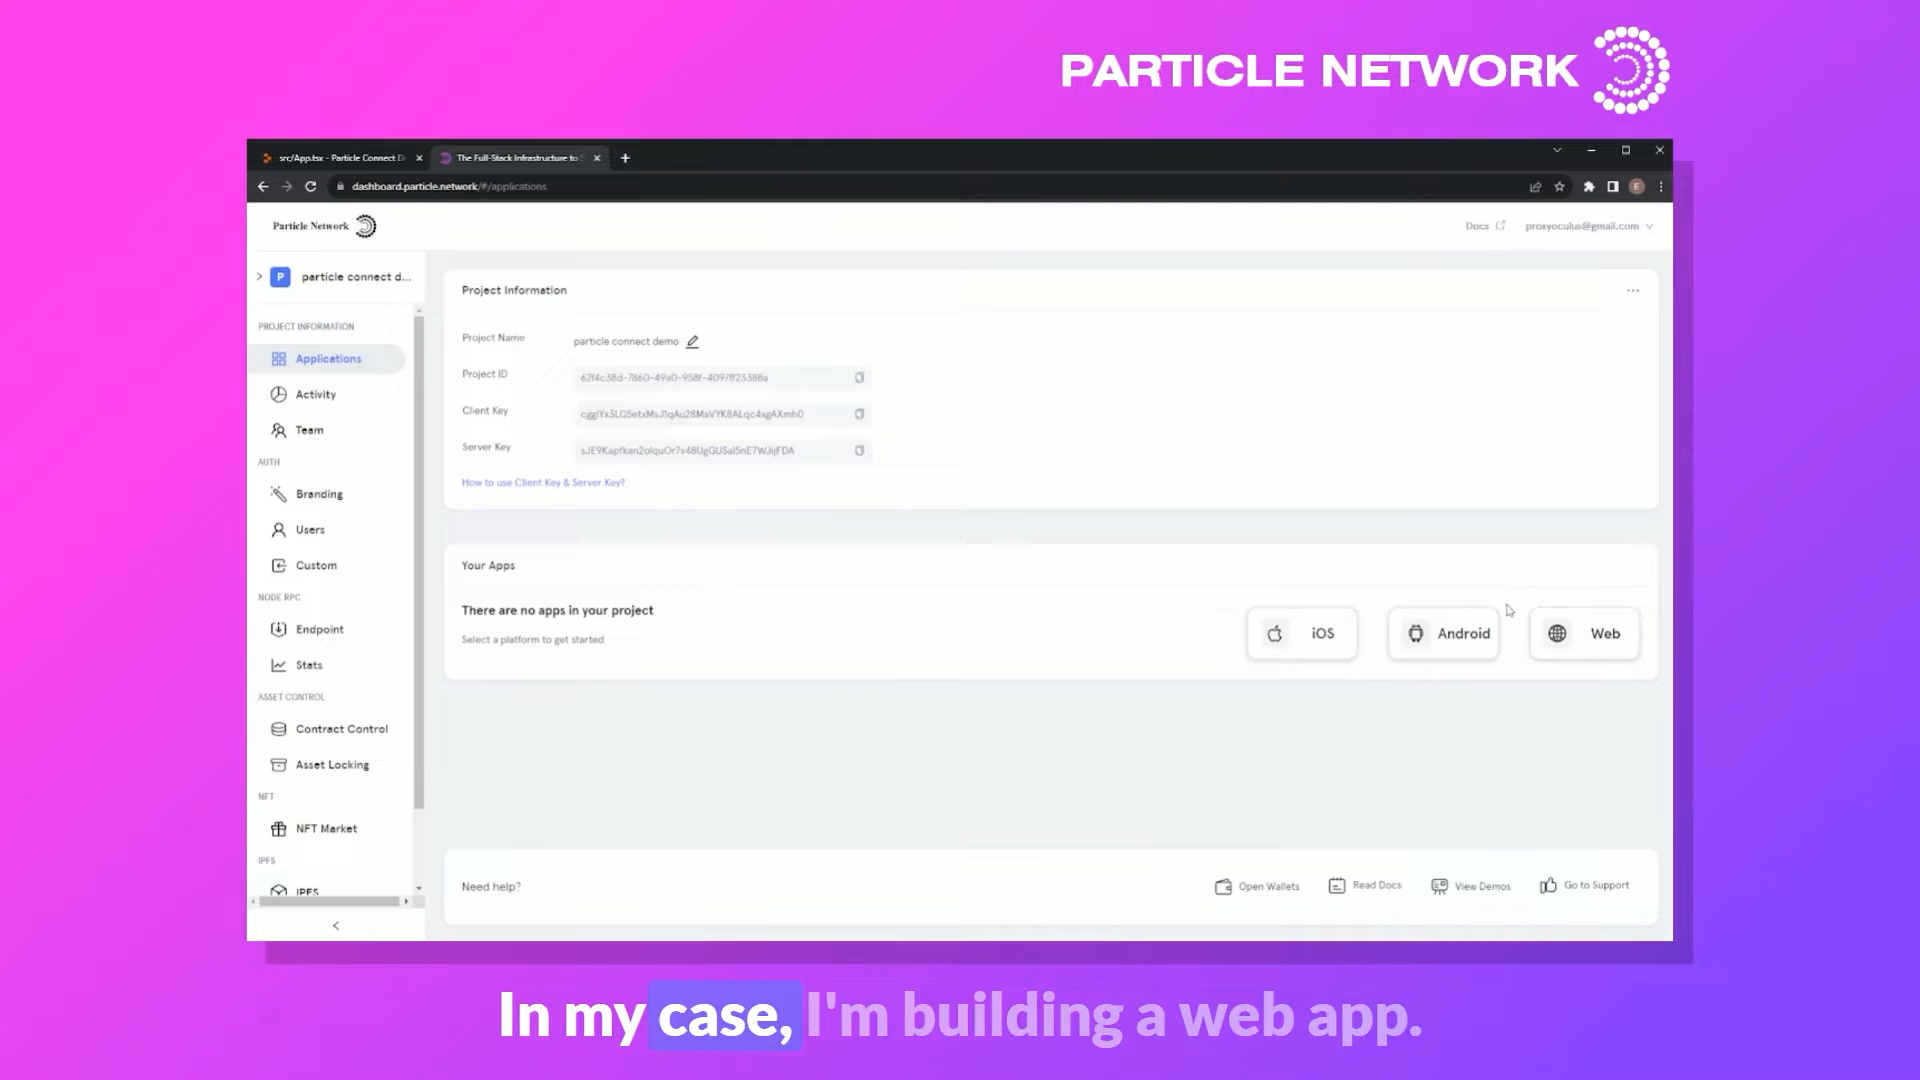 PARTICLE NETWORK
src/App.tsx - Particle Connect D
The Full-Stack Infrastructure to
dashboard.particle.network/#/applications
E
Particle Network
Docs
proxyoculus@gmail.com
P particle connect d...
PROJECT INFORMATION
Applications
Activity
Team
AUTH
Branding
Users
Custom
NODE RPC
Endpoint
Stats
ASSET CONTROL
Contract Control
Asset Locking
NFT
NFT Market
IPFS
IPFS
Project Information
Project Name particle connect demo
Project ID 62f4c38d-7860-49a0-958f-4097ff23388a
Client Key
Server Key
How to use Client Key & Server Key?
Your Apps
There are no apps in your project
Select a platform to get started
iOS
Android
Web
Need help?
Open Wallets
Read Docs
View Demos
Go to Support
In my case, I'm building a web app.